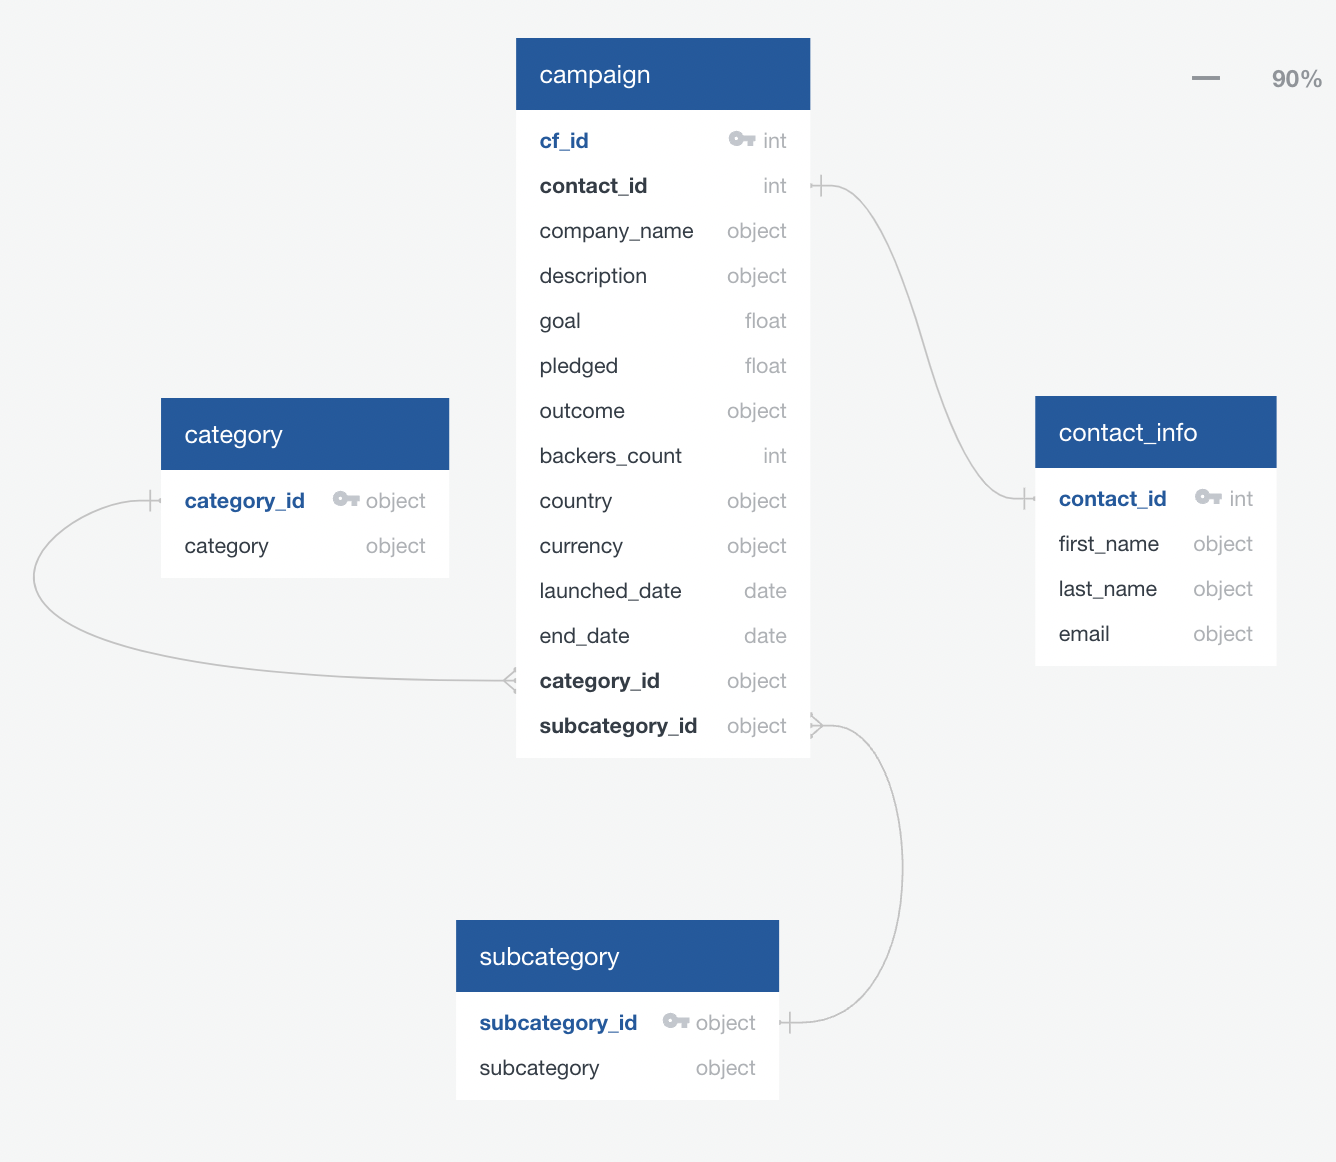 campaign
cf_id int
contact_id int
company_name object
description object
goal float
pledged float
outcome object
backers_count int
country object
currency object
launched_date date
end_date date
category_id object
subcategory_id object
90%
category
category_id object
category object
contact_info
contact_id int
first_name object
last_name object
email object
subcategory
subcategory_id object
subcategory object